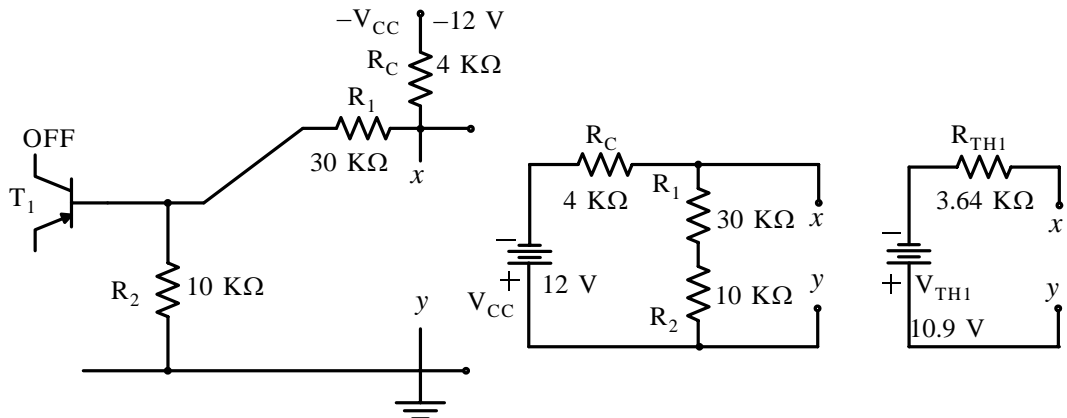 –V_CC –12 V
R_C 4 KΩ
R_1
30 KΩ
x
OFF
T_1
R_2 10 KΩ
y
R_C
4 KΩ
R_1
30 KΩ
x
–
+
12 V
V_CC
10 KΩ
R_2
y
R_TH1
3.64 KΩ
x
–
+
V_TH1
10.9 V
y